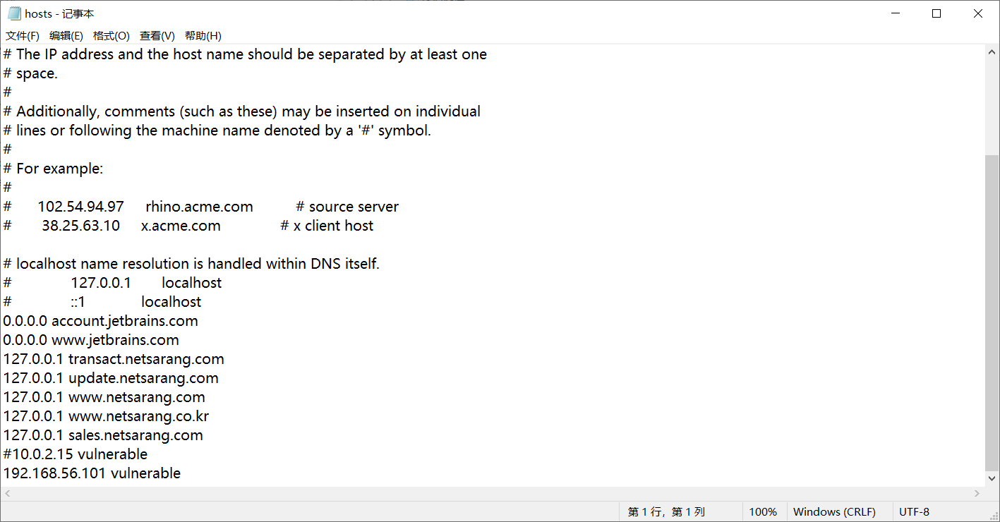 hosts - 记事本
文件(F) 编辑(E) 格式(O) 查看(V) 帮助(H)
# The IP address and the host name should be separated by at least one
# space.
#
# Additionally, comments (such as these) may be inserted on individual
# lines or following the machine name denoted by a '#' symbol.
#
# For example:
#
#      102.54.94.97     rhino.acme.com          # source server
#       38.25.63.10     x.acme.com              # x client host

# localhost name resolution is handled within DNS itself.
#              127.0.0.1       localhost
#              ::1             localhost
0.0.0.0 account.jetbrains.com
0.0.0.0 www.jetbrains.com
127.0.0.1 transact.netsarang.com
127.0.0.1 update.netsarang.com
127.0.0.1 www.netsarang.com
127.0.0.1 www.netsarang.co.kr
127.0.0.1 sales.netsarang.com
#10.0.2.15 vulnerable
192.168.56.101 vulnerable
第 1 行，第 1 列 100% Windows (CRLF) UTF-8